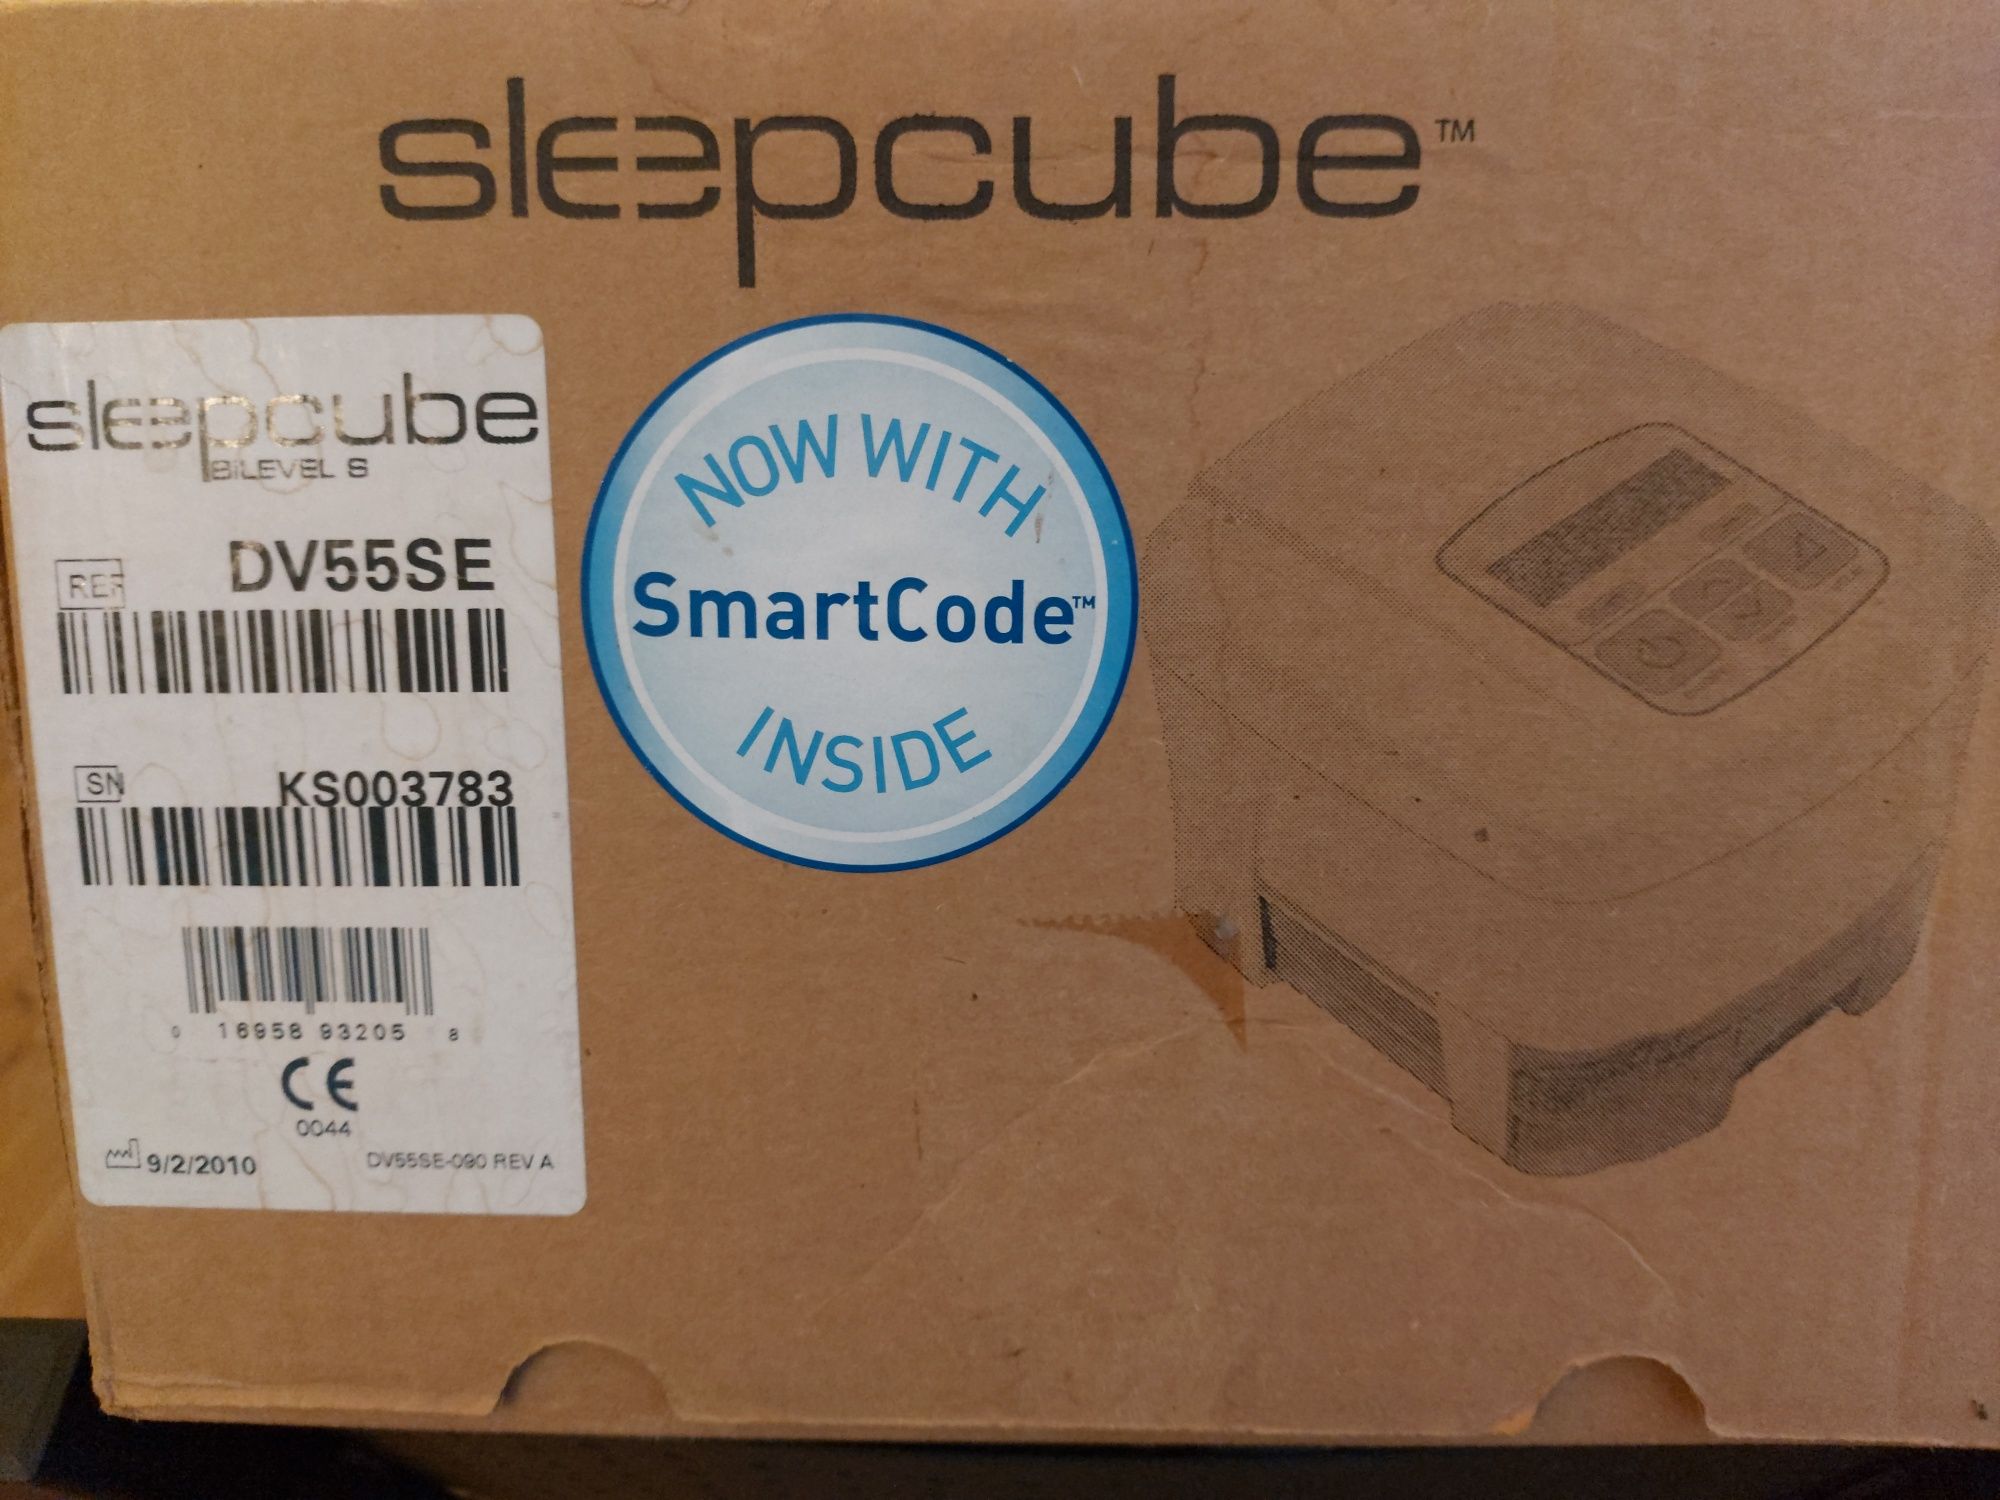 sleepcube™
sleepcube
BILEVEL S
REF DV55SE
SN KS003783
0 16958 93205 8
CE
0044
9/2/2010 DV55SE-090 REV A
NOW WITH
SmartCode™
INSIDE